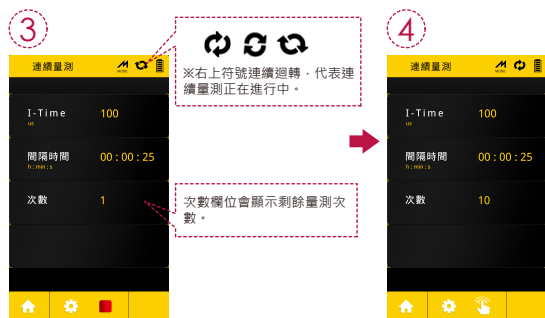 3
連續量測
MODE
I-Time 100
us
間隔時間 00 : 00 : 25
h : min : s
次數 1
※右上符號連續迴轉，代表連
續量測正在進行中。
次數欄位會顯示剩餘量測次
數。
4
連續量測
MODE
I-Time 100
us
間隔時間 00 : 00 : 25
h : min : s
次數 10